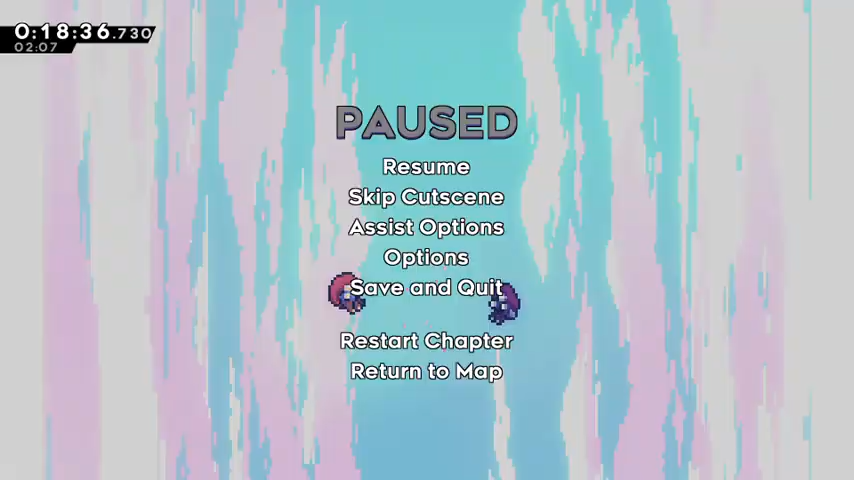 0:18:36.730
02:07
PAUSED
Resume
Skip Cutscene
Assist Options
Options
Save and Quit
Restart Chapter
Return to Map